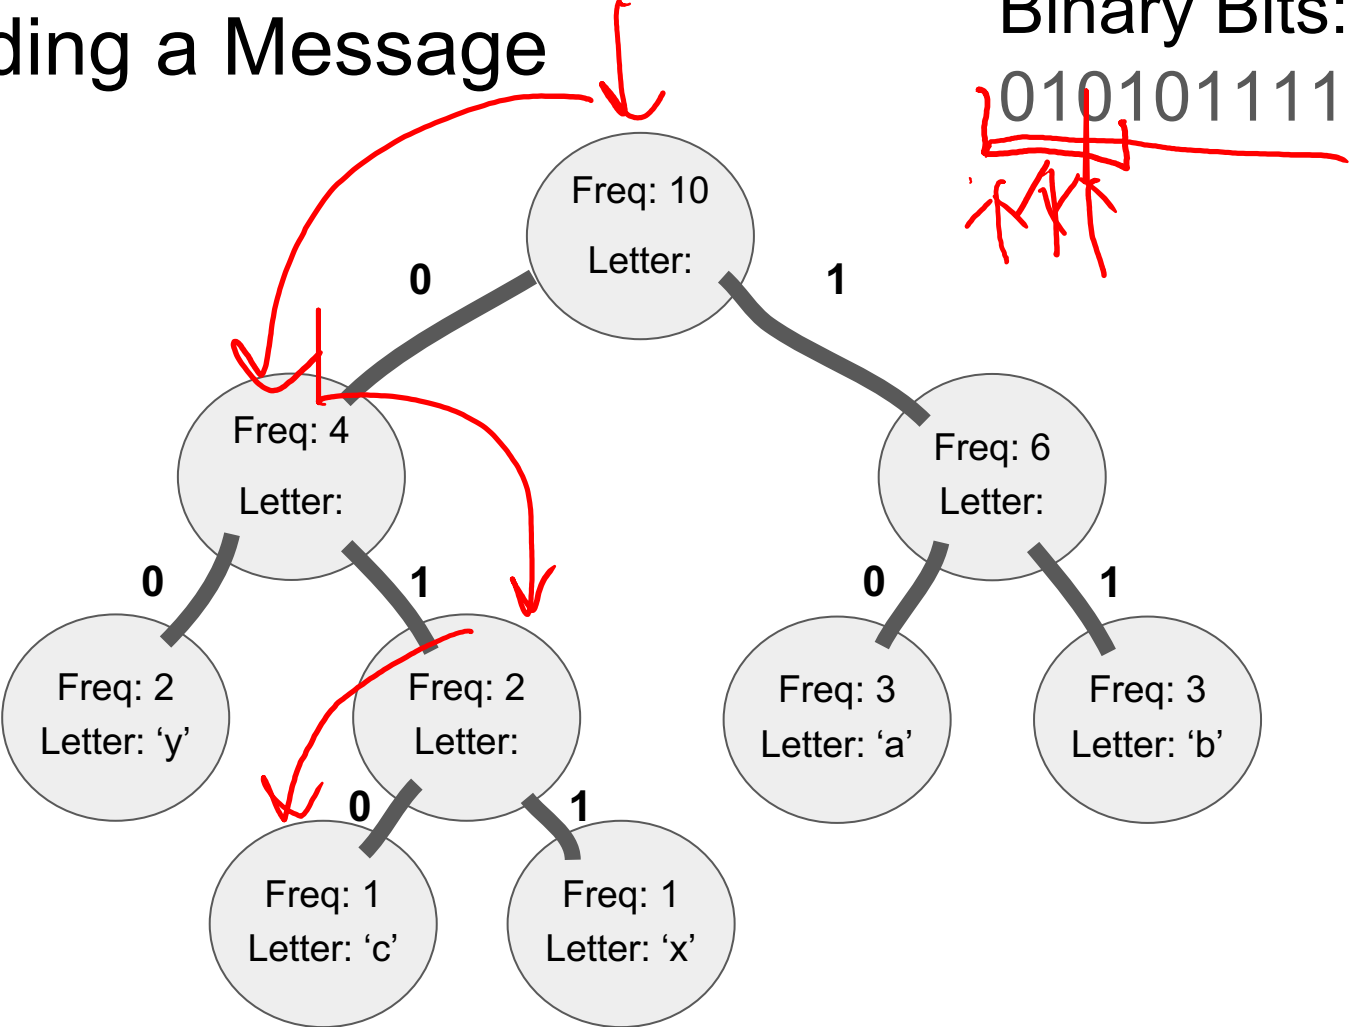 ding a Message
Binary Bits:
010101111
Freq: 10
Letter:
0
1
Freq: 4
Letter:
Freq: 6
Letter:
0
1
0
1
Freq: 2
Letter: ‘y’
Freq: 2
Letter:
Freq: 3
Letter: ‘a’
Freq: 3
Letter: ‘b’
0
1
Freq: 1
Letter: ‘c’
Freq: 1
Letter: ‘x’